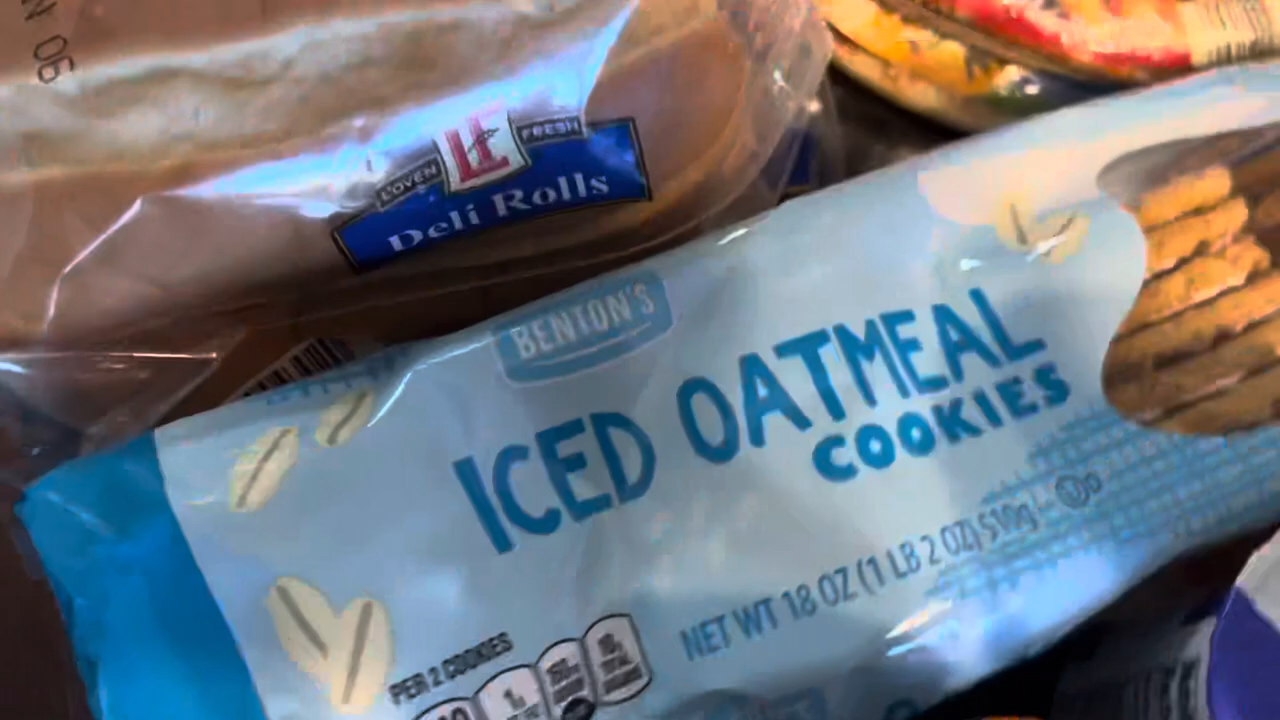 N 06
L'OVEN
LF
FRESH
Deli Rolls
BENTON'S
ICED OATMEAL
COOKIES
NET WT 18 OZ (1 LB 2 OZ) 510g
PER 2 COOKIES